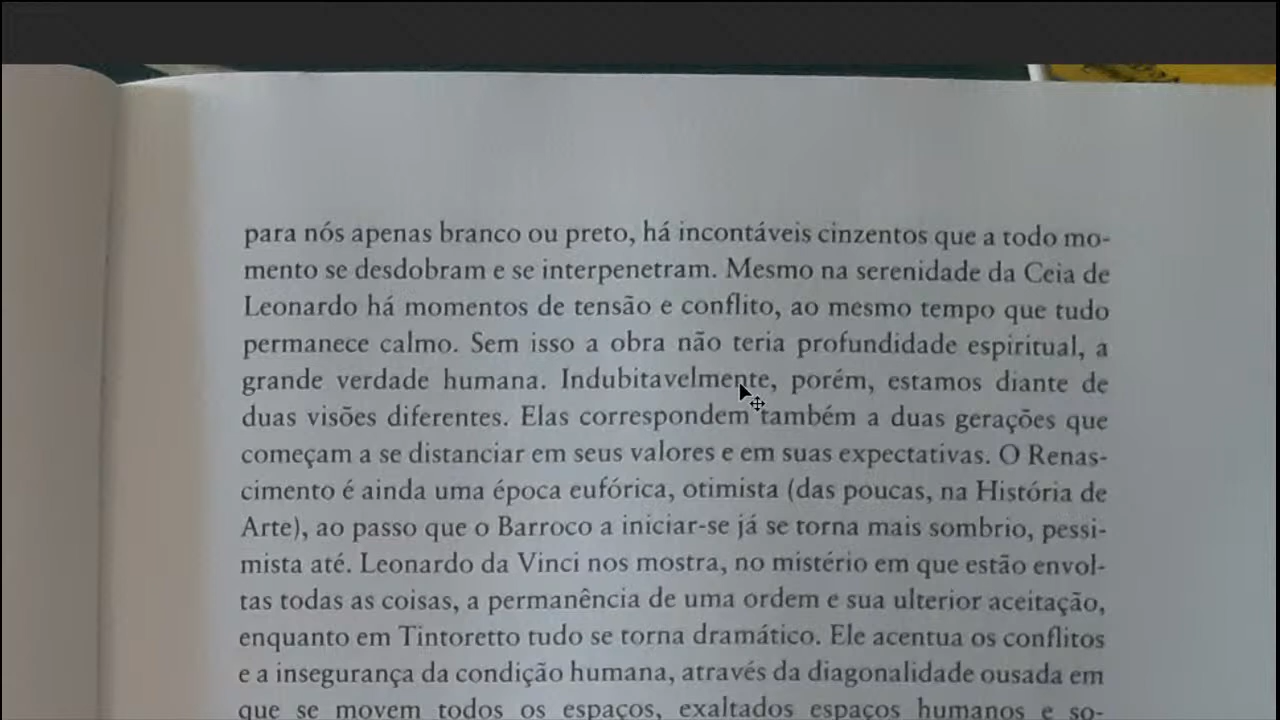 para nós apenas branco ou preto, há incontáveis cinzentos que a todo mo-
mento se desdobram e se interpenetram. Mesmo na serenidade da Ceia de
Leonardo há momentos de tensão e conflito, ao mesmo tempo que tudo
permanece calmo. Sem isso a obra não teria profundidade espiritual, a
grande verdade humana. Indubitavelmente, porém, estamos diante de
duas visões diferentes. Elas correspondem também a duas gerações que
começam a se distanciar em seus valores e em suas expectativas. O Renas-
cimento é ainda uma época eufórica, otimista (das poucas, na História de
Arte), ao passo que o Barroco a iniciar-se já se torna mais sombrio, pessi-
mista até. Leonardo da Vinci nos mostra, no mistério em que estão envol-
tas todas as coisas, a permanência de uma ordem e sua ulterior aceitação,
enquanto em Tintoretto tudo se torna dramático. Ele acentua os conflitos
e a insegurança da condição humana, através da diagonalidade ousada em
que se movem todos os espaços, exaltados espaços humanos e so-